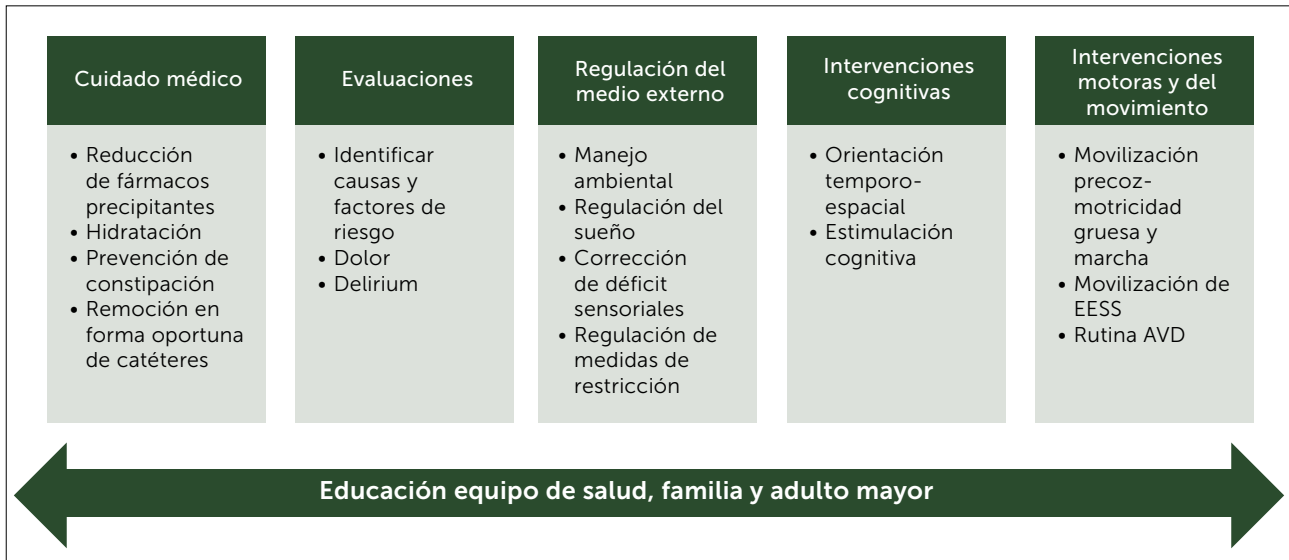 Cuidado médico
• Reducción
de fármacos
precipitantes
• Hidratación
• Prevención de
constipación
• Remoción en
forma oportuna
de catéteres
Evaluaciones
• Identificar
causas y
factores de
riesgo
• Dolor
• Delirium
Regulación del
medio externo
• Manejo
ambiental
• Regulación del
sueño
• Corrección
de déficit
sensoriales
• Regulación de
medidas de
restricción
Intervenciones
cognitivas
• Orientación
temporo-
espacial
• Estimulación
cognitiva
Intervenciones
motoras y del
movimiento
• Movilización
precoz-
motricidad
gruesa y
marcha
• Movilización de
EESS
• Rutina AVD
Educación equipo de salud, familia y adulto mayor